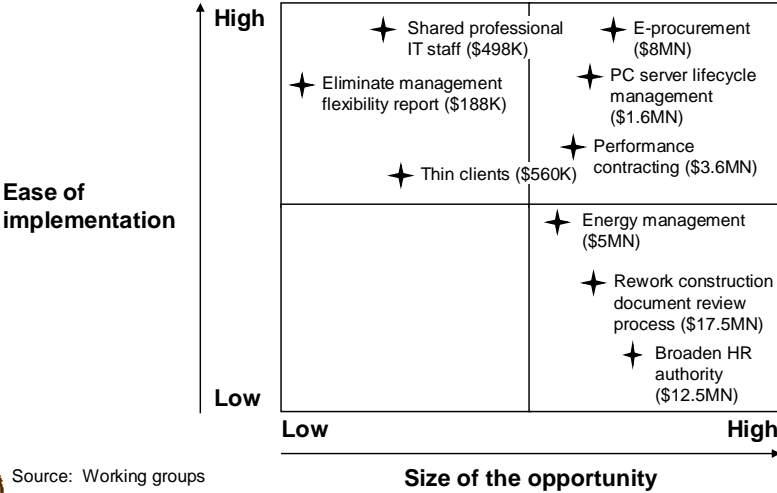 High
Shared professional
IT staff ($498K)
E-procurement
($8MN)
Eliminate management
flexibility report ($188K)
PC server lifecycle
management
($1.6MN)
Performance
contracting ($3.6MN)
Thin clients ($560K)
Ease of
implementation
Energy management
($5MN)
Rework construction
document review
process ($17.5MN)
Broaden HR
authority
($12.5MN)
Low
Low
High
Size of the opportunity
Source: Working groups